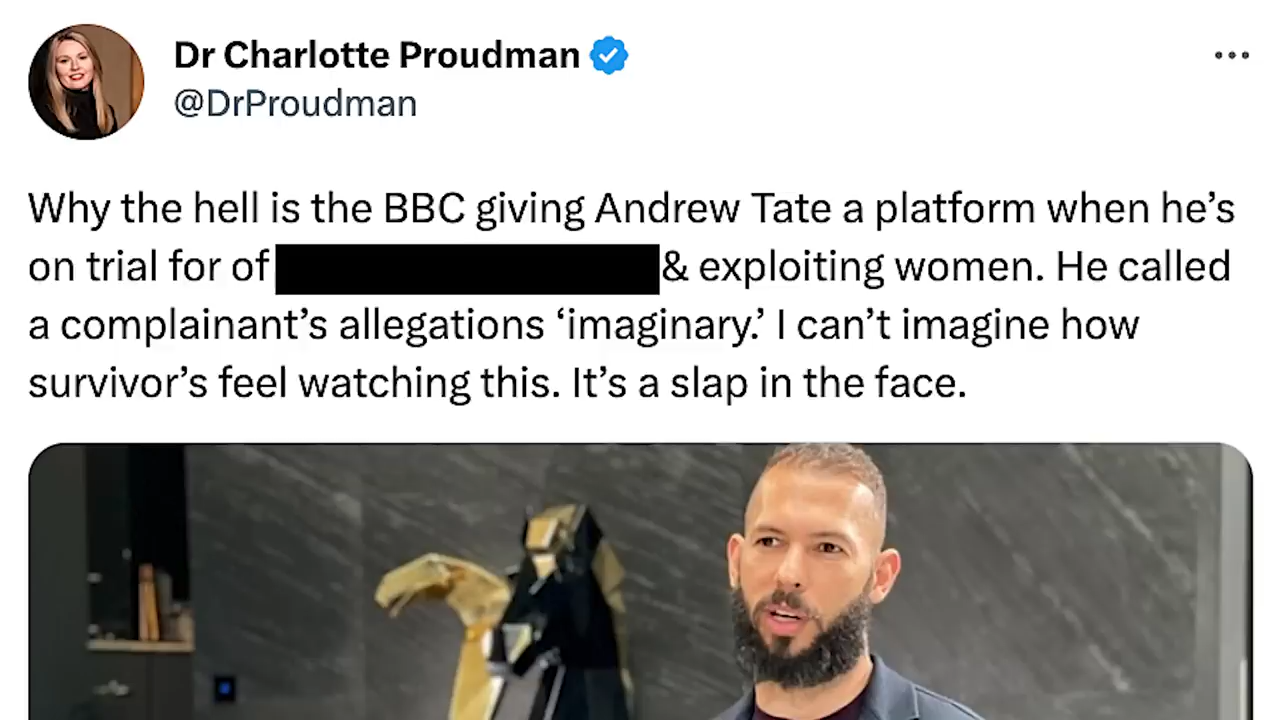 Dr Charlotte Proudman
@DrProudman
Why the hell is the BBC giving Andrew Tate a platform when he’s
on trial for of & exploiting women. He called
a complainant’s allegations ‘imaginary.’ I can’t imagine how
survivor’s feel watching this. It’s a slap in the face.